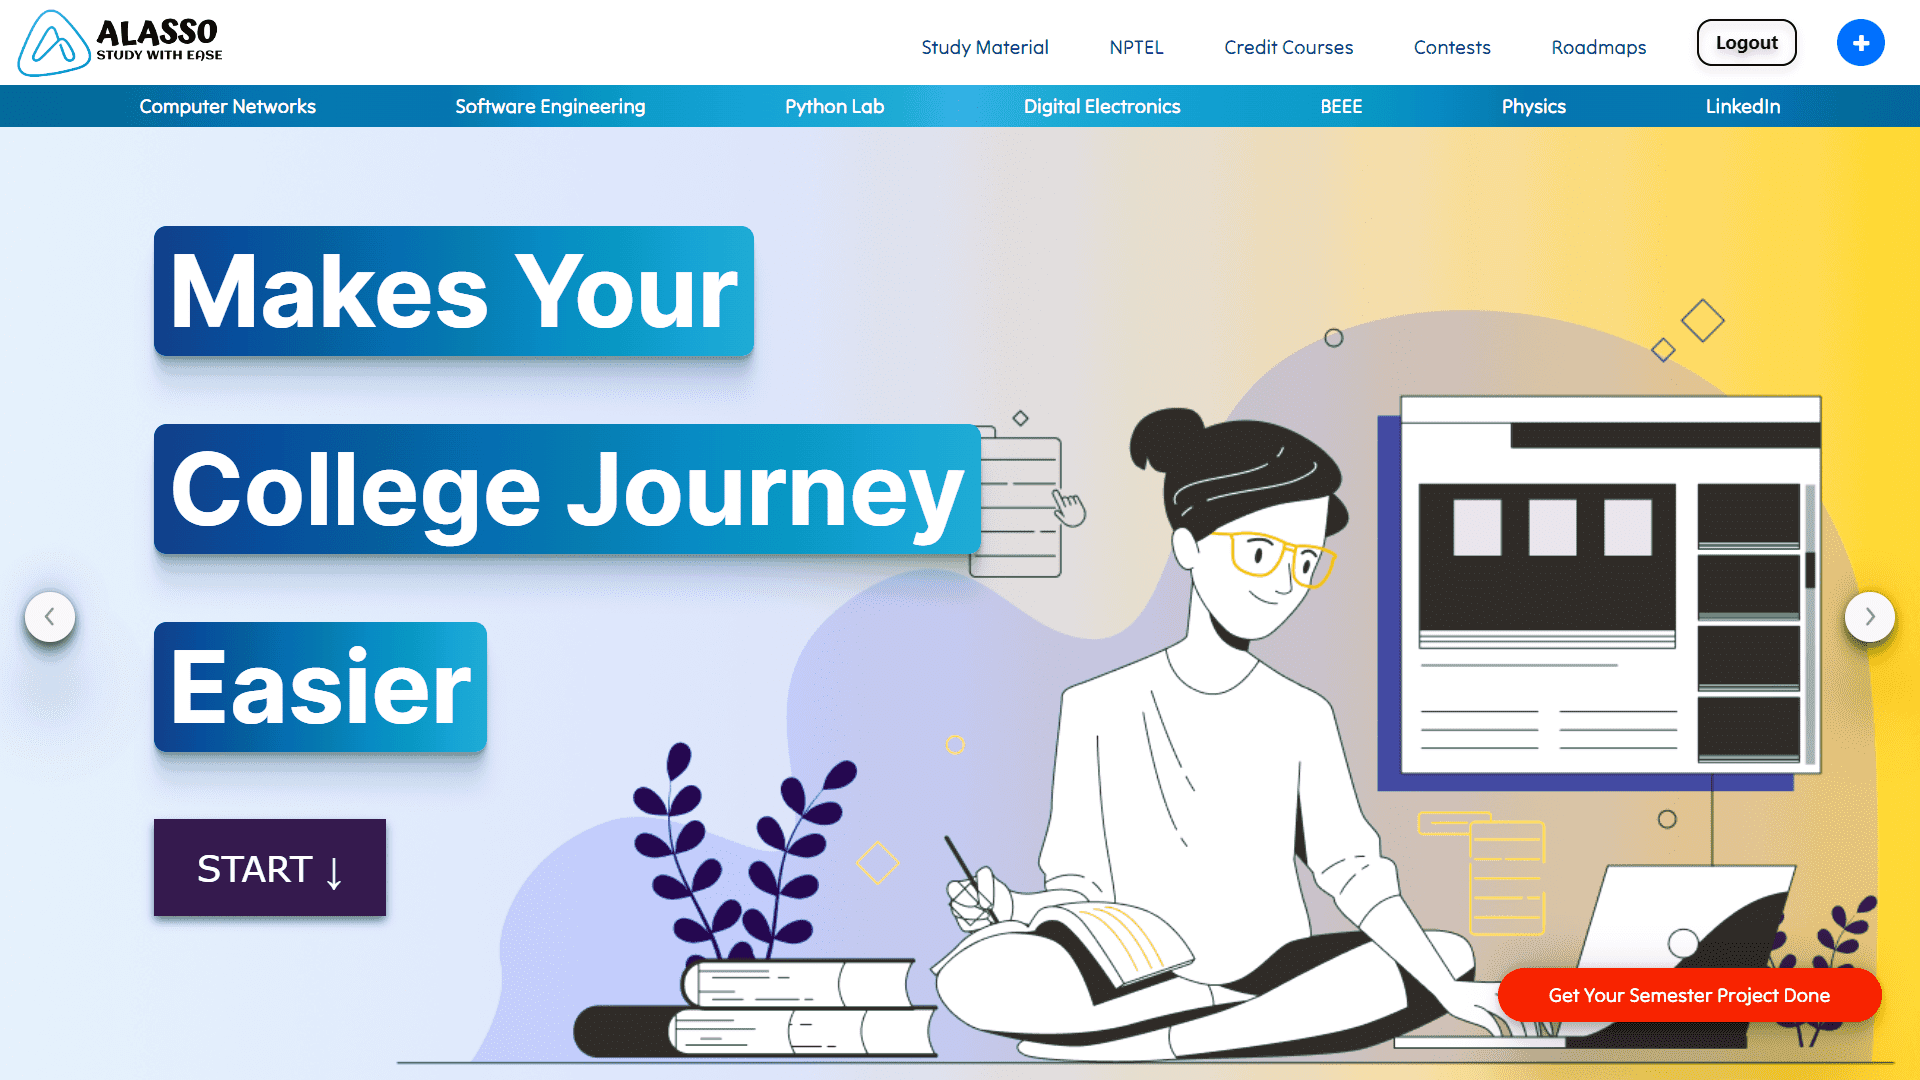 ALASSO
STUDY WITH EASE
Study Material NPTEL Credit Courses Contests Roadmaps Logout +
Computer Networks Software Engineering Python Lab Digital Electronics BEEE Physics LinkedIn
Makes Your
College Journey
Easier
START ↓
Get Your Semester Project Done